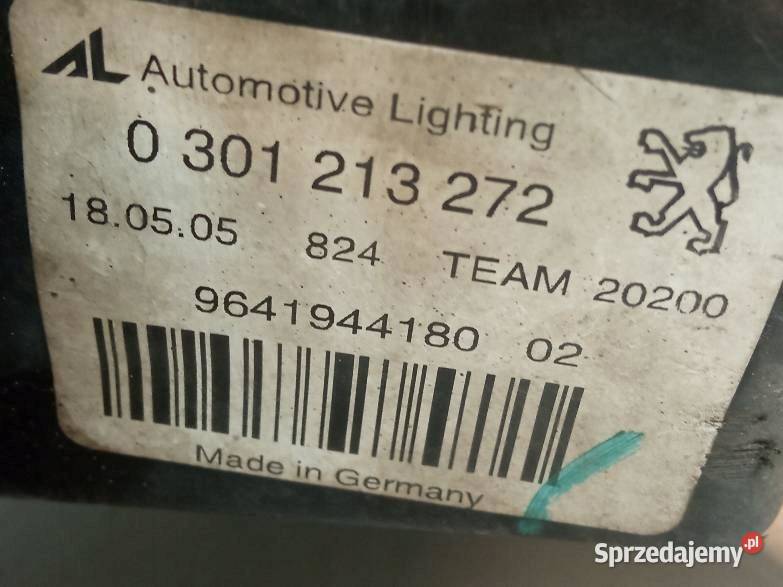 AL Automotive Lighting
0 301 213 272
18.05.05 824 TEAM 20200
9641944180 02
Made in Germany
Sprzedajemy.pl